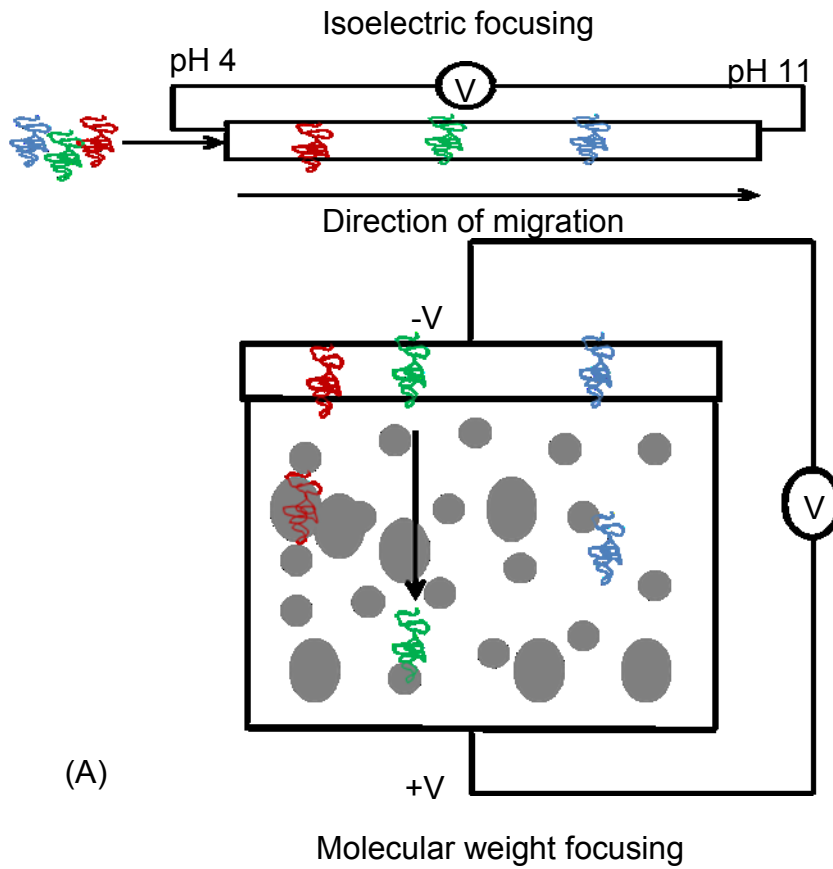 Isoelectric focusing
pH 4
pH 11
V
Direction of migration
-V
V
(A)
+V
Molecular weight focusing